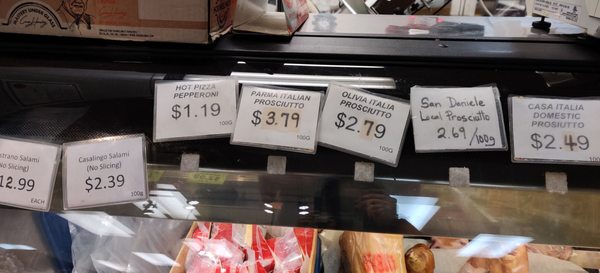 strano Salami
(No Slicing)
12.99
EACH
Casalingo Salami
(No Slicing)
$2.39
100g
HOT PIZZA
PEPPERONI
$1.19
100G
PARMA ITALIAN
PROSCIUTTO
$3.79
100G
OLIVIA ITALIA
PROSCIUTTO
$2.79
100G
San Daniele
Local Prosciutto
2.69/100g
CASA ITALIA
DOMESTIC
PROSIUTTO
$2.49
100G